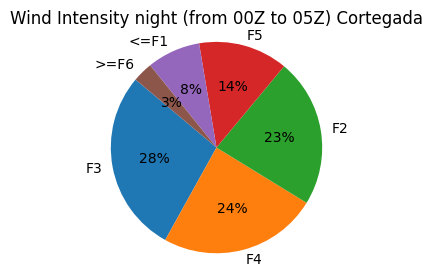 Wind Intensity night (from 00Z to 05Z) Cortegada
<=F1
F5
>=F6
8%
14%
3%
F2
23%
28%
F3
24%
F4